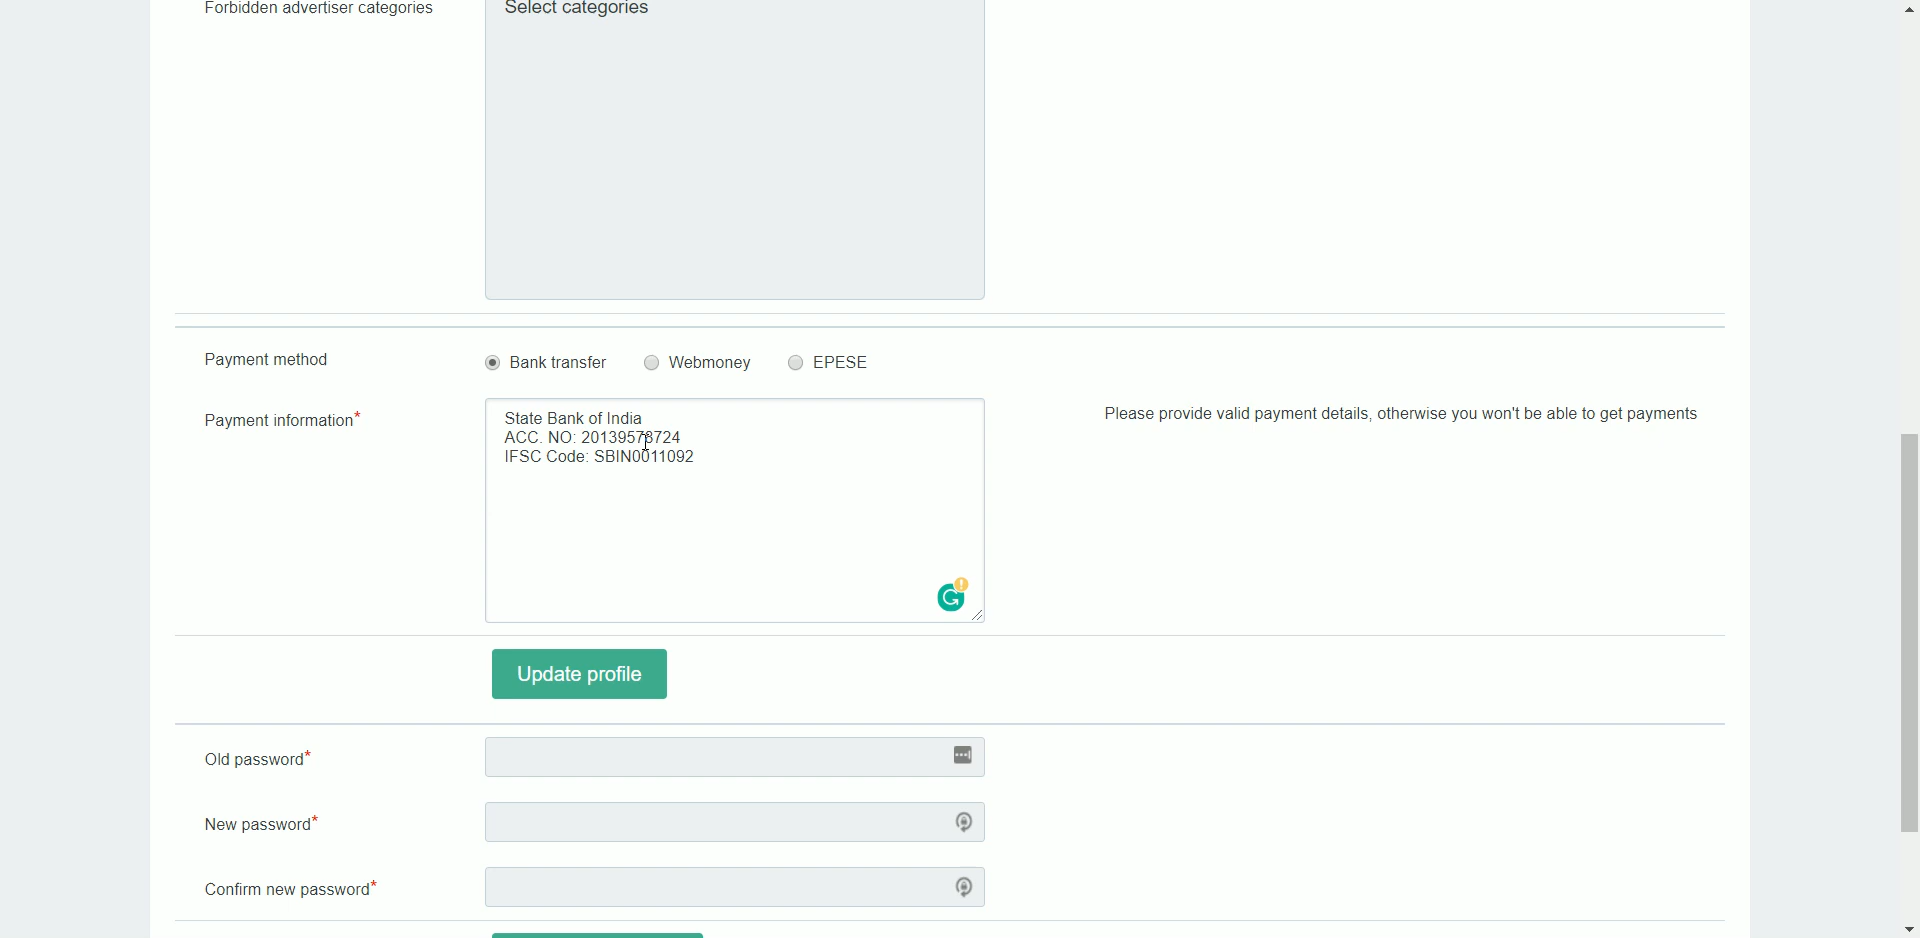 Forbidden advertiser categories
Select categories
Payment method
Bank transfer
Webmoney
EPESE
Payment information*
State Bank of India
ACC. NO: 20139578724
IFSC Code: SBIN0011092
Please provide valid payment details, otherwise you won't be able to get payments
Update profile
Old password*
New password*
Confirm new password*